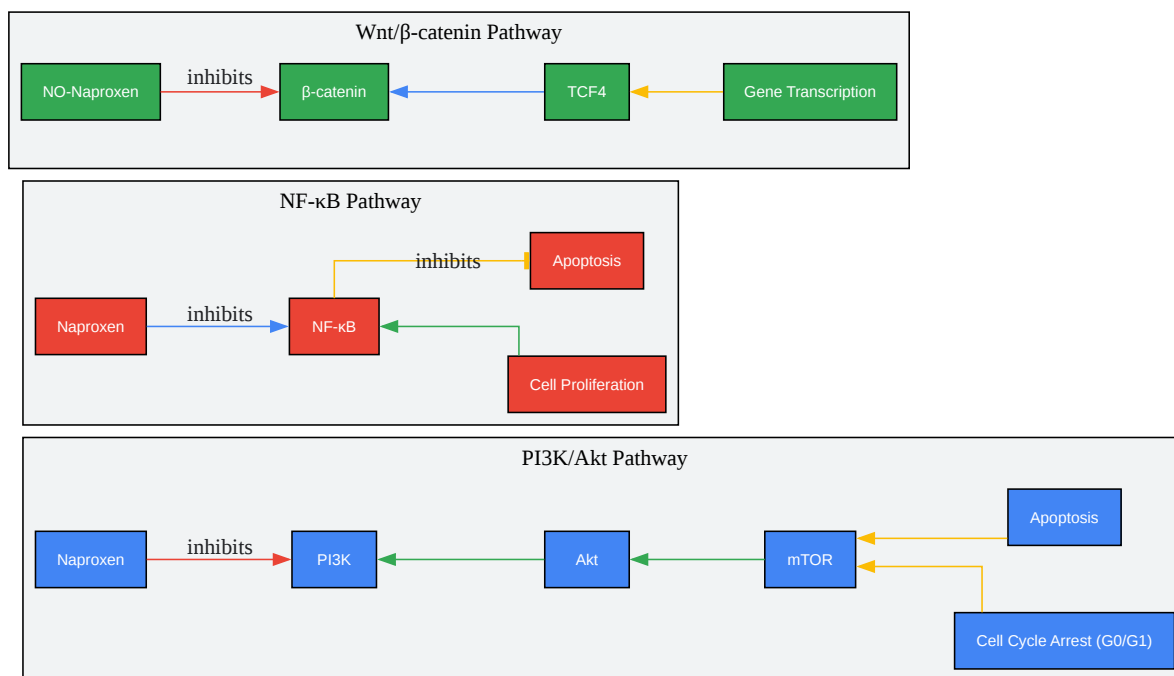 Wnt/β-catenin Pathway
NO-Naproxen
inhibits
β-catenin
TCF4
Gene Transcription
NF-κB Pathway
inhibits
Apoptosis
Naproxen
inhibits
NF-κB
Cell Proliferation
PI3K/Akt Pathway
Apoptosis
Naproxen
inhibits
PI3K
Akt
mTOR
Cell Cycle Arrest (G0/G1)